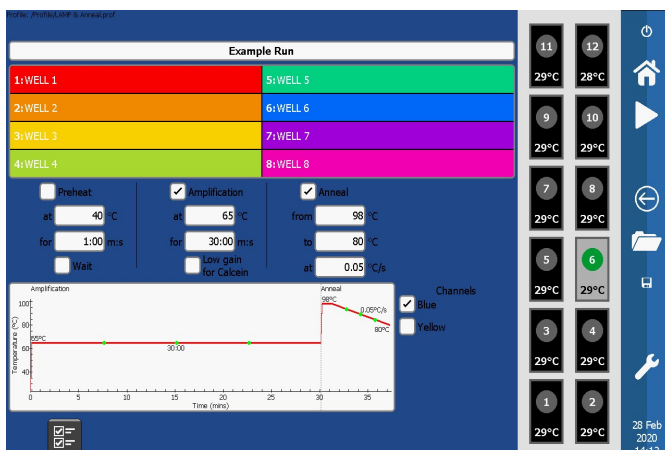 Profile: /Profile/LAMP & Anneal.prof
Example Run
1: WELL 1
5: WELL 5
2: WELL 2
6: WELL 6
3: WELL 3
7: WELL 7
4: WELL 4
8: WELL 8
Preheat
Amplification
Anneal
at 40 °C
at 65 °C
from 98 °C
for 1:00 m:s
for 30:00 m:s
to 80 °C
Wait
Low gain
for Calcein
at 0.05 °C/s
Amplification
Anneal
Channels
Blue
Yellow
Temperature (°C)
100
80
60
40
65°C
30:00
98°C
0.05°C/s
80°C
0 5 10 15 20 25 30 35
Time (mins)
11
12
29°C
28°C
9
10
29°C
29°C
7
8
29°C
29°C
5
6
29°C
29°C
3
4
29°C
29°C
1
2
29°C
29°C
28 Feb
2020